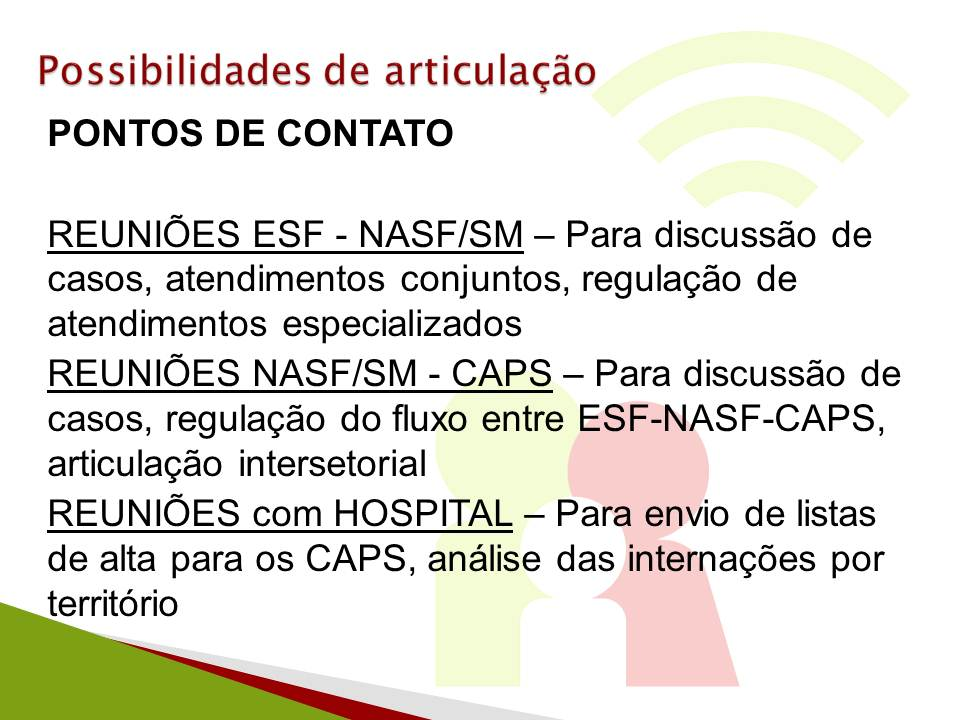 Possibilidades de articulação
PONTOS DE CONTATO
REUNIÕES ESF - NASF/SM – Para discussão de
casos, atendimentos conjuntos, regulação de
atendimentos especializados
REUNIÕES NASF/SM - CAPS – Para discussão de
casos, regulação do fluxo entre ESF-NASF-CAPS,
articulação intersetorial
REUNIÕES com HOSPITAL – Para envio de listas
de alta para os CAPS, análise das internações por
território